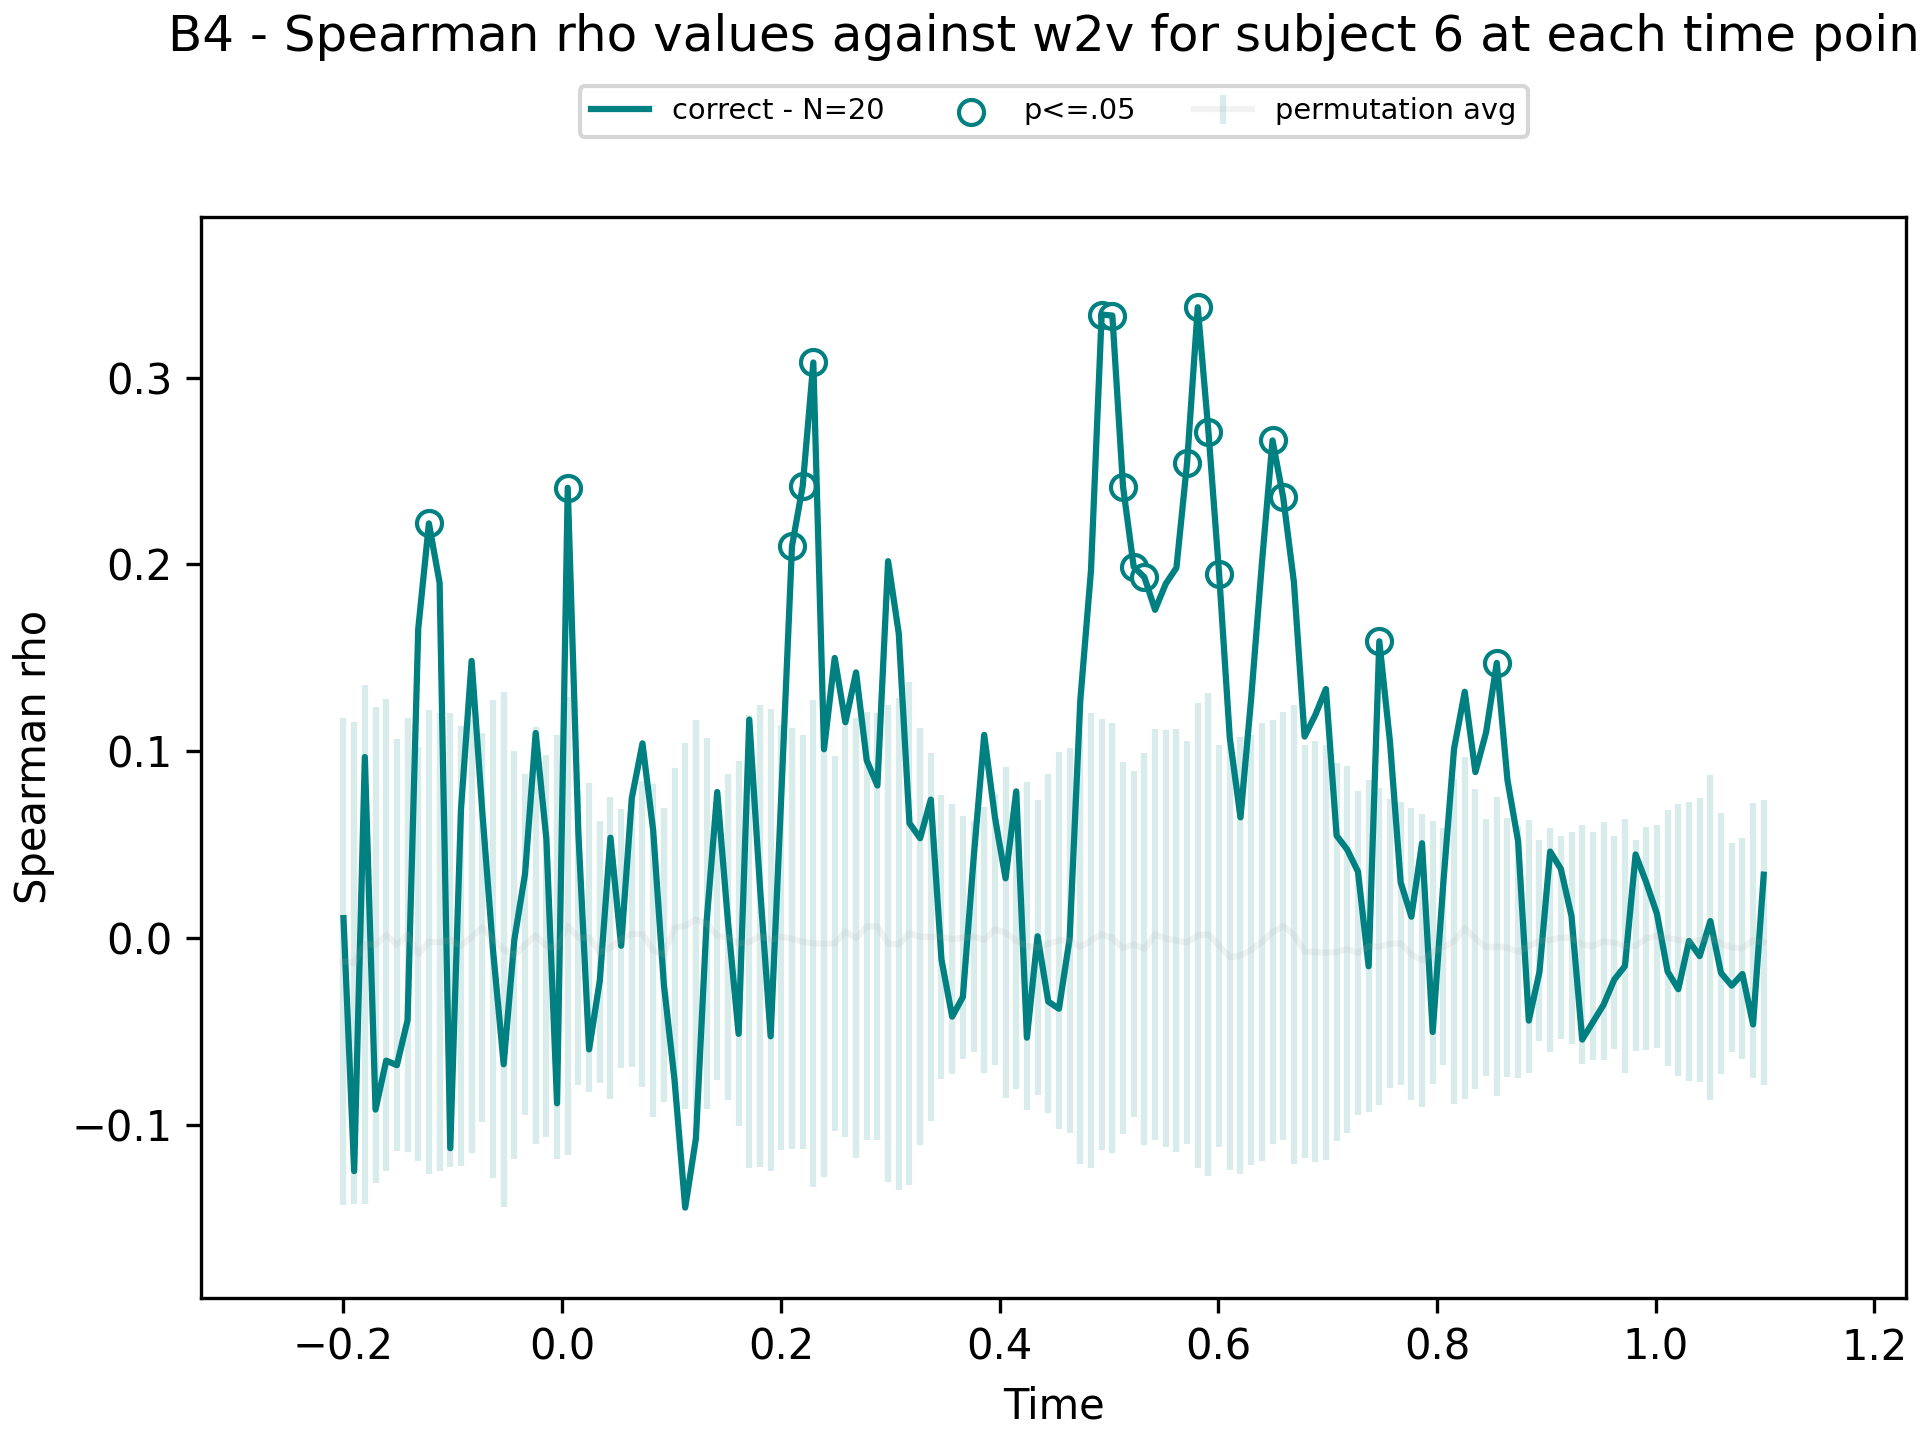 B4 - Spearman rho values against w2v for subject 6 at each time poin
correct - N=20 p<=.05 permutation avg
Spearman rho
0.3
0.2
0.1
0.0
−0.1
−0.2 0.0 0.2 0.4 0.6 0.8 1.0 1.2
Time